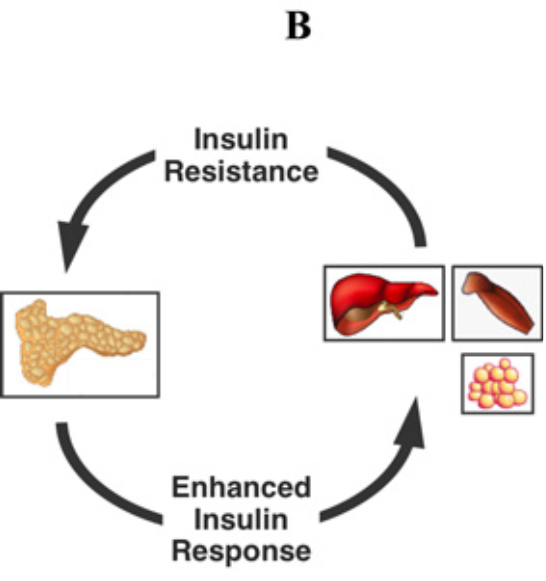 B
Insulin
Resistance
Enhanced
Insulin
Response